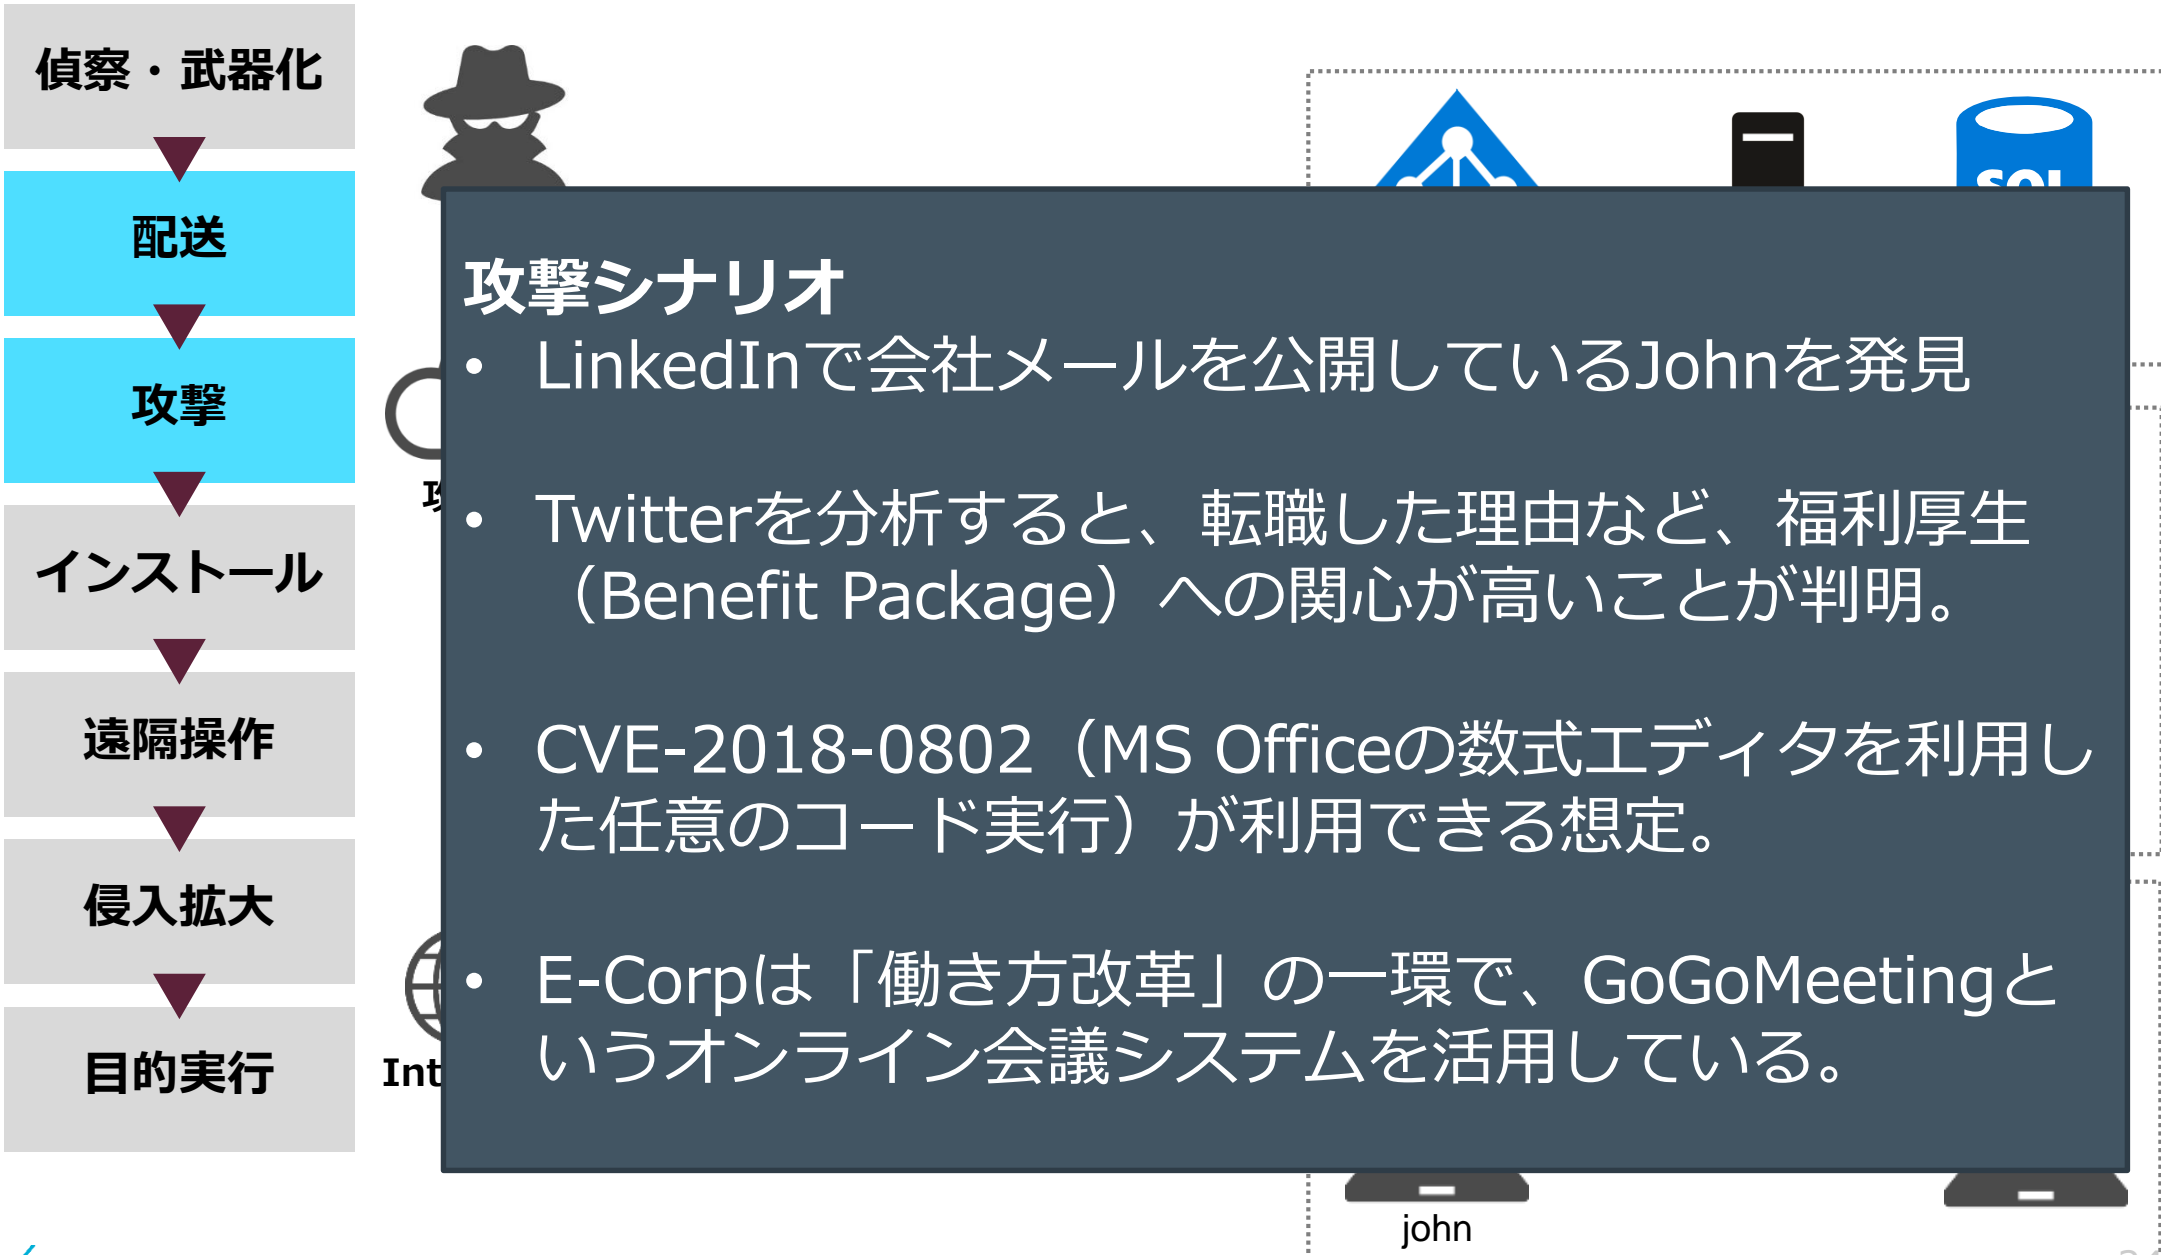 偵察・武器化
配送
攻撃
インストール
遠隔操作
侵入拡大
目的実行
攻撃シナリオ
• LinkedInで会社メールを公開しているJohnを発見
• Twitterを分析すると、転職した理由など、福利厚生
（Benefit Package）への関心が高いことが判明。
• CVE-2018-0802（MS Officeの数式エディタを利用し
た任意のコード実行）が利用できる想定。
• E-Corpは「働き方改革」の一環で、GoGoMeetingと
いうオンライン会議システムを活用している。
SQL
Int
john